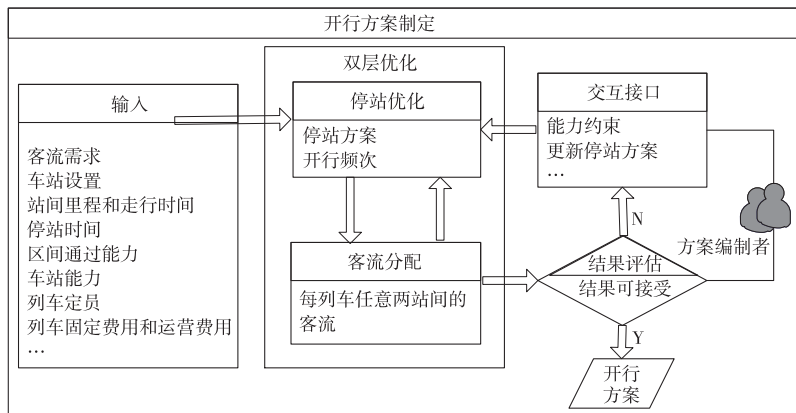 开行方案制定
双层优化
输入
客流需求
车站设置
站间里程和走行时间
停站时间
区间通过能力
车站能力
列车定员
列车固定费用和运营费用
…
停站优化
停站方案
开行频次
客流分配
每列车任意两站间的
客流
交互接口
能力约束
更新停站方案
…
N
方案编制者
结果评估
结果可接受
Y
开行
方案